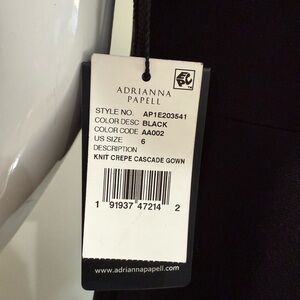 ADRIANNA
PAPELL
STYLE NO. AP1E203541
COLOR DESC BLACK
COLOR CODE AA002
US SIZE 6
DESCRIPTION
KNIT CREPE CASCADE GOWN
1 91937 47214 2
www.adriannapapell.com